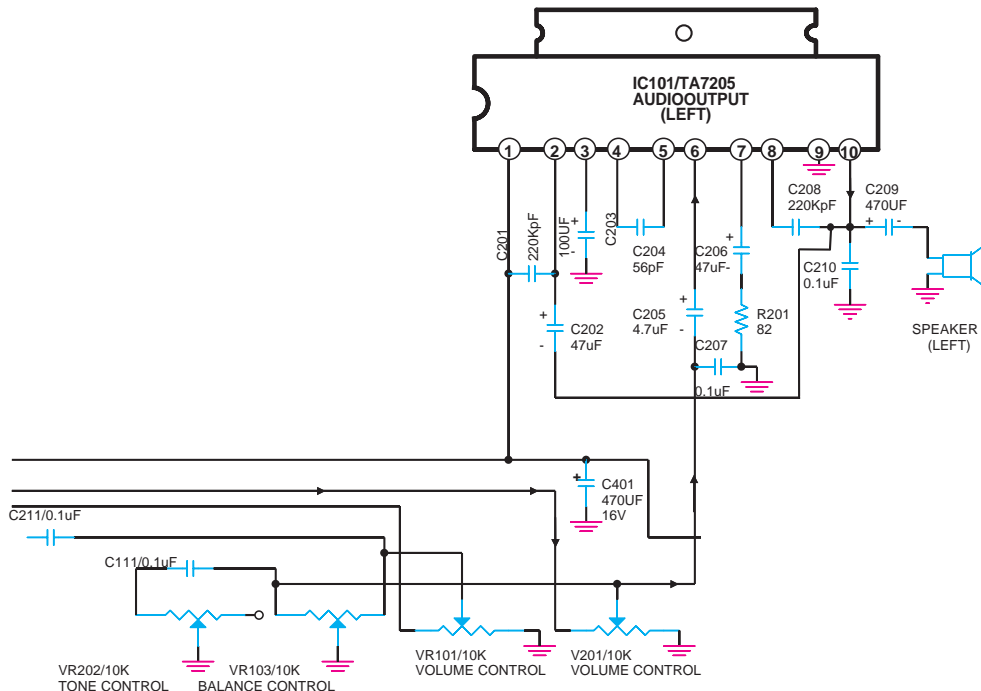 IC101/TA7205
AUDIOOUTPUT
(LEFT)
1 2 3 4 5 6 7 8 9 10
C201
220KpF
100UF
+
-
C203
C204
56pF
C206
47uF
+
-
C208
220KpF
C209
470UF
+ -
C210
0.1uF
+
-
C202
47uF
C205
4.7uF
+
-
R201
82
C207
0.1uF
SPEAKER
(LEFT)
+
C401
470UF
16V
C211/0.1uF
C111/0.1uF
VR202/10K
TONE CONTROL
VR103/10K
BALANCE CONTROL
VR101/10K
VOLUME CONTROL
V201/10K
VOLUME CONTROL